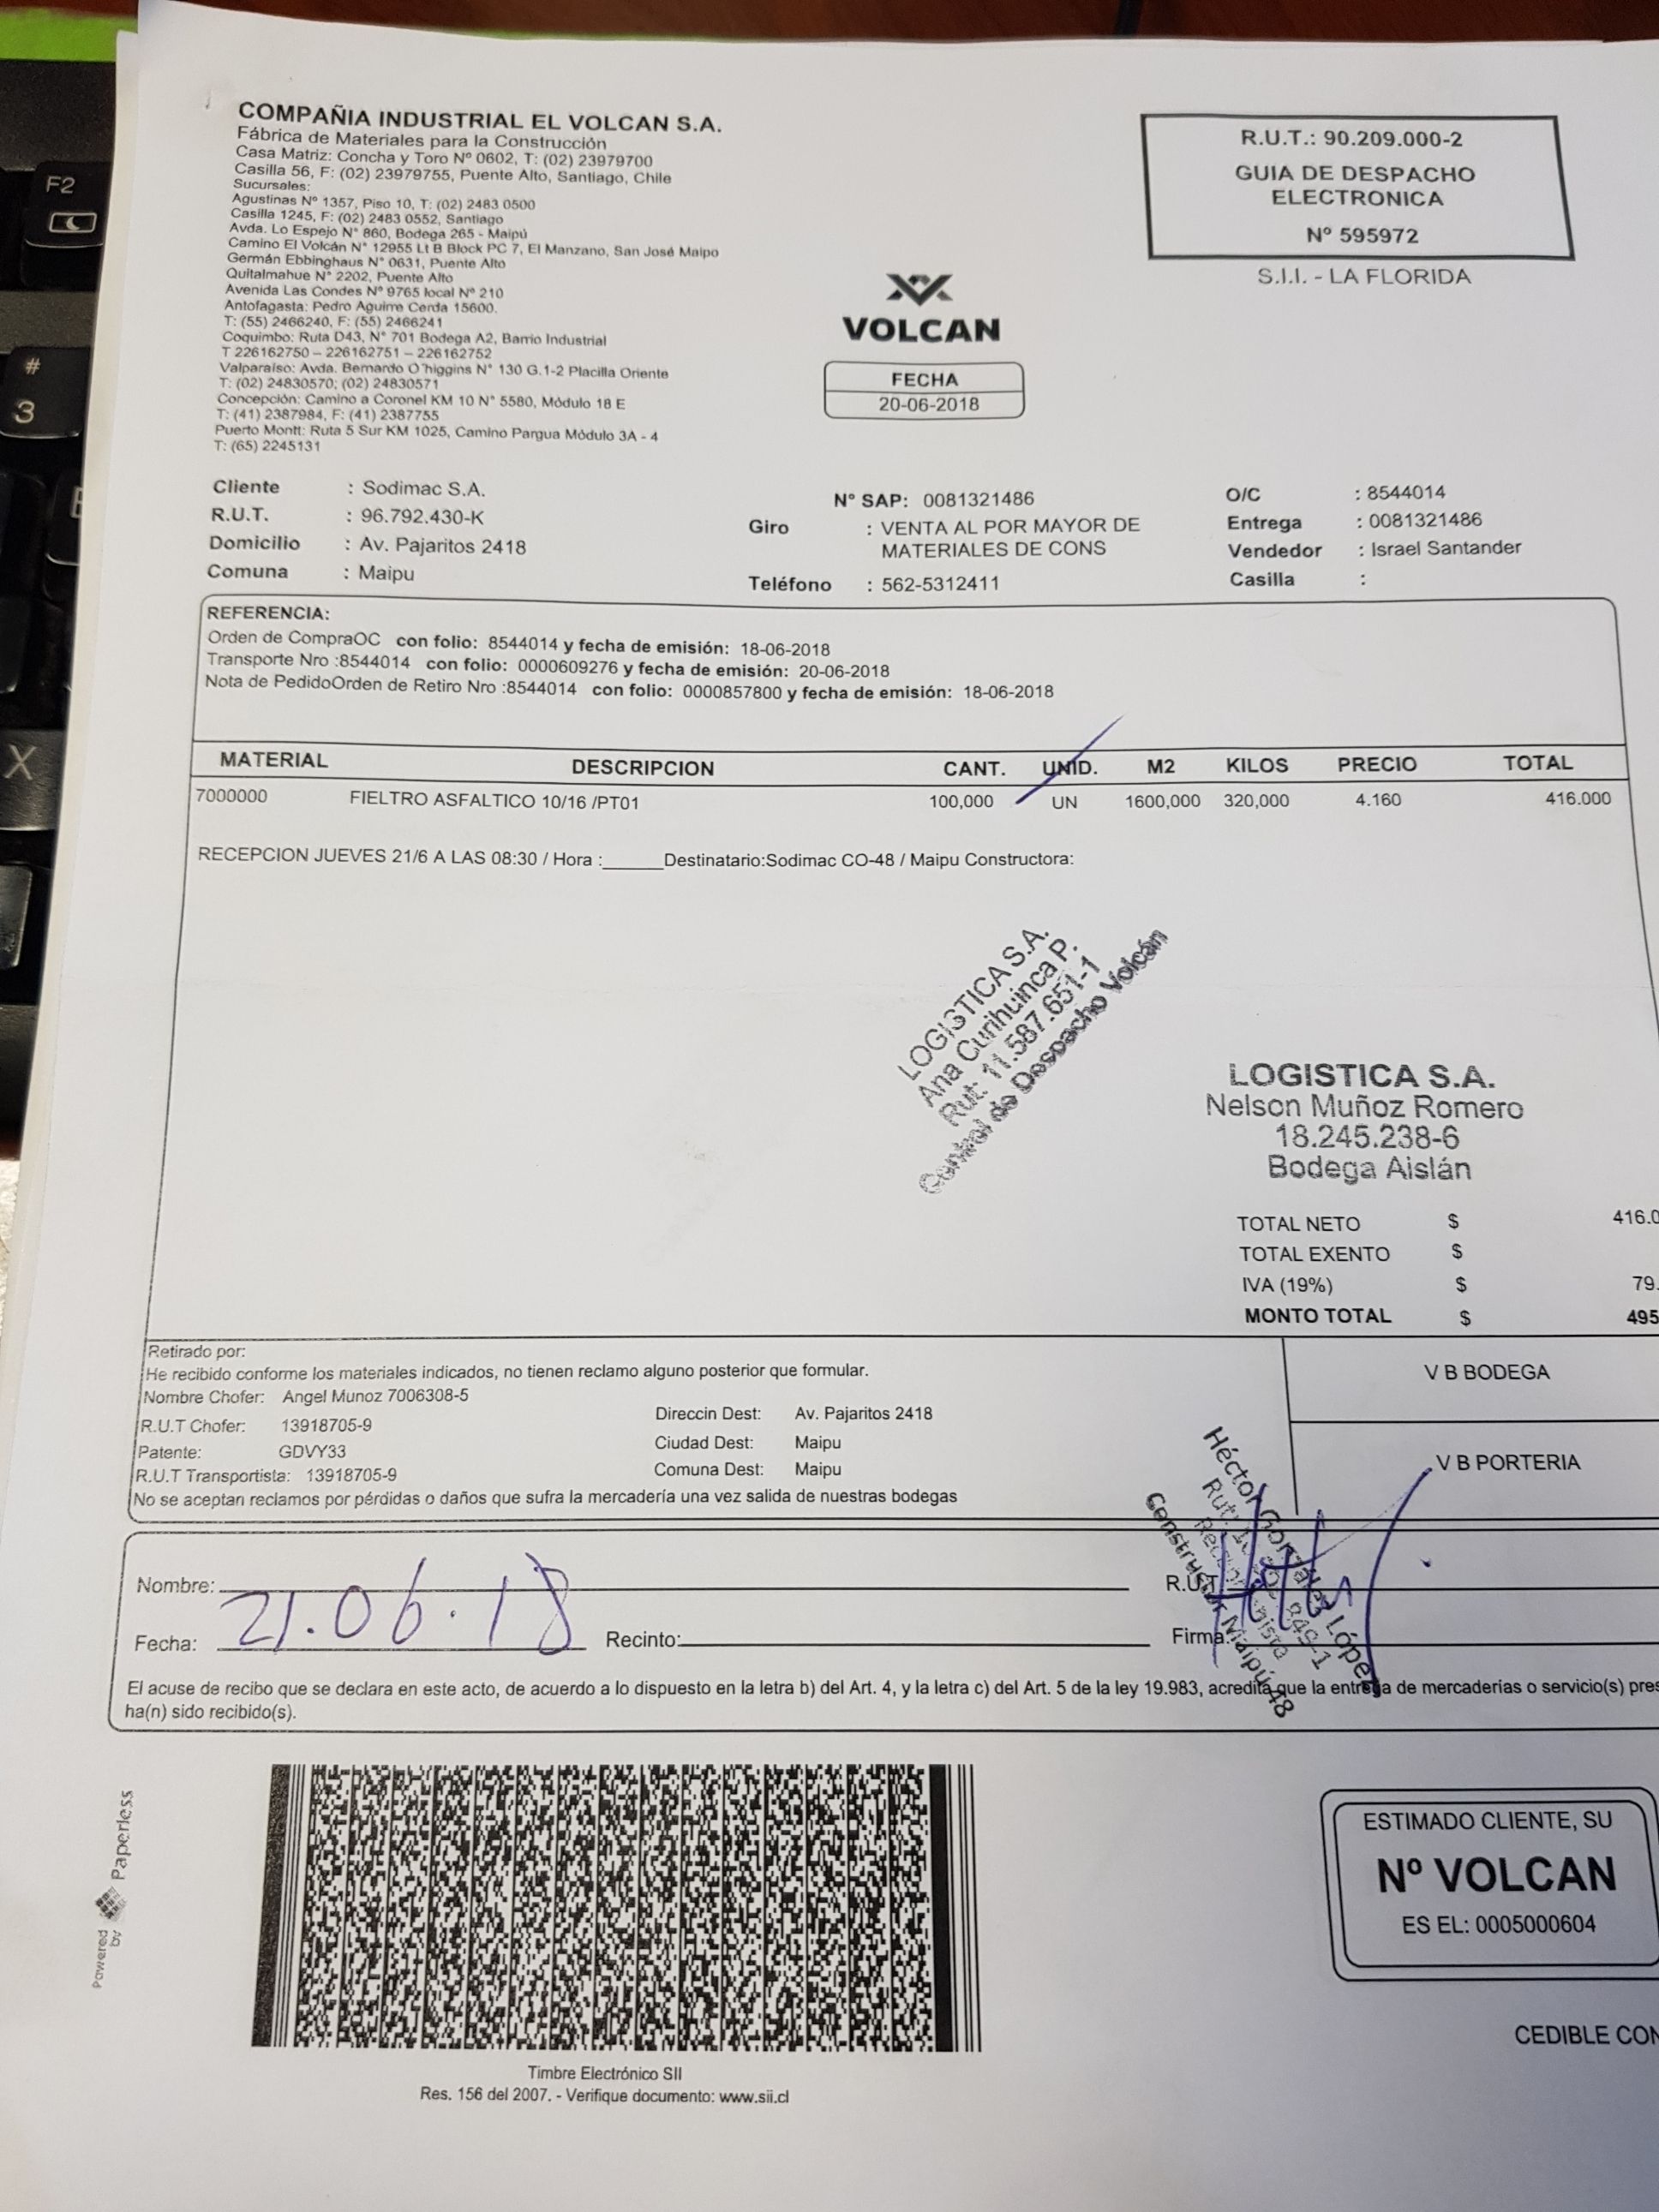 COMPAÑIA INDUSTRIAL EL VOLCAN S.A.
Fábrica de Materiales para la Construcción
Casa Matriz: Concha y Toro Nº 0602, T: (02) 23979700
Casilla 56, F: (02) 23979755, Puente Alto, Santiago, Chile
Sucursales:
Agustinas Nº 1357, Piso 10, T: (02) 2483 0500
Casilla 1245, F: (02) 2483 0552, Santiago
Avda. Lo Espejo N° 860, Bodega 265 - Maipú
Camino El Volcán N° 12955 Lt B Block PC 7, El Manzano, San José Maipo
Germán Ebbinghaus N° 0631, Puente Alto
Quitalmahue N° 2202, Puente Alto
Avenida Las Condes N° 9765 local N° 210
Antofagasta: Pedro Aguirre Cerda 15600.
T: (55) 2466240, F: (55) 2466241
Coquimbo: Ruta D43, N° 701 Bodega A2, Barrio Industrial
T 226162750 – 226162751 – 226162752
Valparaíso: Avda. Bernardo O´higgins N° 130 G.1-2 Placilla Oriente
T: (02) 24830570; (02) 24830571
Concepción: Camino a Coronel KM 10 N° 5580, Módulo 18 E
T: (41) 2387984, F: (41) 2387755
Puerto Montt: Ruta 5 Sur KM 1025, Camino Pargua Módulo 3A - 4
T: (65) 2245131
VOLCAN
FECHA
20-06-2018
R.U.T.: 90.209.000-2
GUIA DE DESPACHO
ELECTRONICA
Nº 595972
S.I.I. - LA FLORIDA
Cliente : Sodimac S.A.
R.U.T. : 96.792.430-K
Domicilio : Av. Pajaritos 2418
Comuna : Maipu
N° SAP: 0081321486
Giro : VENTA AL POR MAYOR DE
MATERIALES DE CONS
Teléfono : 562-5312411
O/C : 8544014
Entrega : 0081321486
Vendedor : Israel Santander
Casilla :
REFERENCIA:
Orden de CompraOC con folio: 8544014 y fecha de emisión: 18-06-2018
Transporte Nro :8544014 con folio: 0000609276 y fecha de emisión: 20-06-2018
Nota de PedidoOrden de Retiro Nro :8544014 con folio: 0000857800 y fecha de emisión: 18-06-2018
MATERIAL DESCRIPCION CANT. UNID. M2 KILOS PRECIO TOTAL
7000000 FIELTRO ASFALTICO 10/16 /PT01 100,000 UN 1600,000 320,000 4.160 416.000
RECEPCION JUEVES 21/6 A LAS 08:30 / Hora :______Destinatario:Sodimac CO-48 / Maipu Constructora:
LOGISTICA S.A.
Ana Curihuinca P.
Rut: 11.587.651-1
Control de Despacho Volcán
LOGISTICA S.A.
Nelson Muñoz Romero
18.245.238-6
Bodega Aislán
TOTAL NETO $ 416.0
TOTAL EXENTO $
IVA (19%) $ 79.
MONTO TOTAL $ 495
Retirado por:
He recibido conforme los materiales indicados, no tienen reclamo alguno posterior que formular.
Nombre Chofer: Angel Munoz 7006308-5
R.U.T Chofer: 13918705-9
Patente: GDVY33
R.U.T Transportista: 13918705-9
Direccin Dest: Av. Pajaritos 2418
Ciudad Dest: Maipu
Comuna Dest: Maipu
No se aceptan reclamos por pérdidas o daños que sufra la mercadería una vez salida de nuestras bodegas
V B BODEGA
V B PORTERIA
Héctor González López
Rut:
Constructor Maipú 48
Nombre:
R.U.T
Fecha: 21.06.18 Recinto: Firma:
El acuse de recibo que se declara en este acto, de acuerdo a lo dispuesto en la letra b) del Art. 4, y la letra c) del Art. 5 de la ley 19.983, acredita que la entrega de mercaderías o servicio(s) pres
ha(n) sido recibido(s).
Powered by Paperless
Timbre Electrónico SII
Res. 156 del 2007. - Verifique documento: www.sii.cl
ESTIMADO CLIENTE, SU
Nº VOLCAN
ES EL: 0005000604
CEDIBLE CON
F2
#
3
X